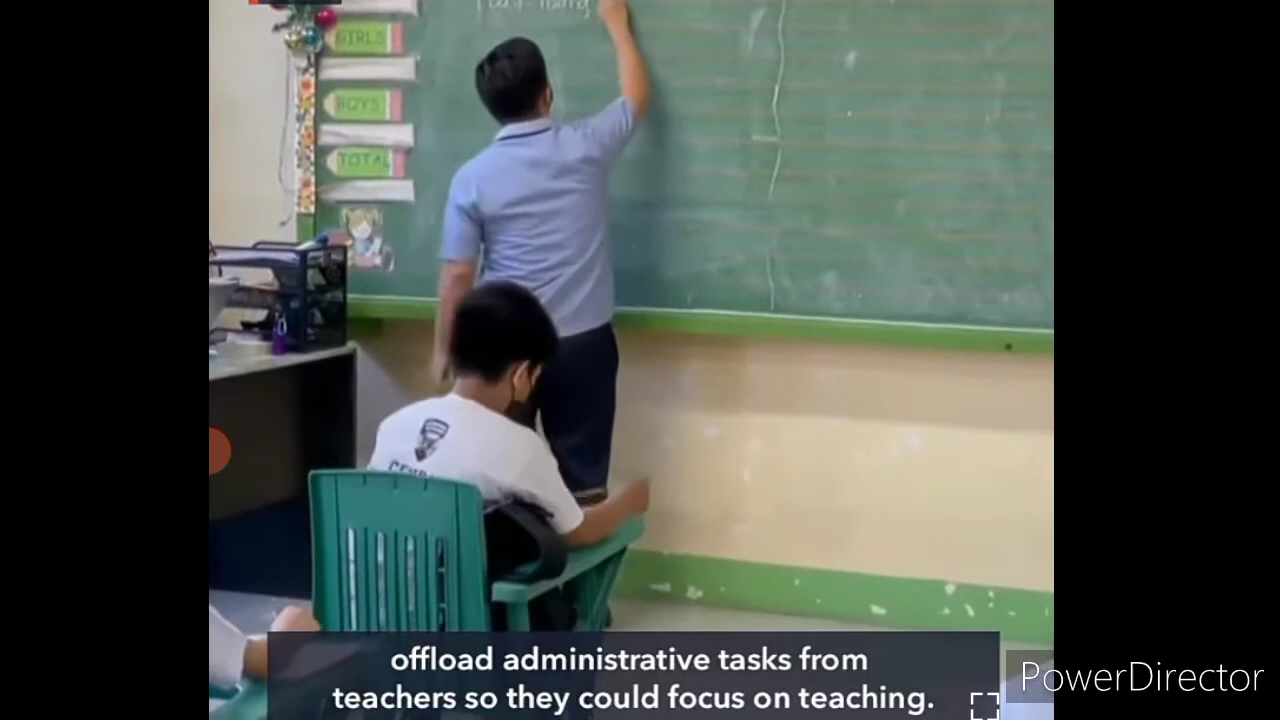 GIRLS
BOYS
TOTAL
offload administrative tasks from
teachers so they could focus on teaching.
PowerDirector